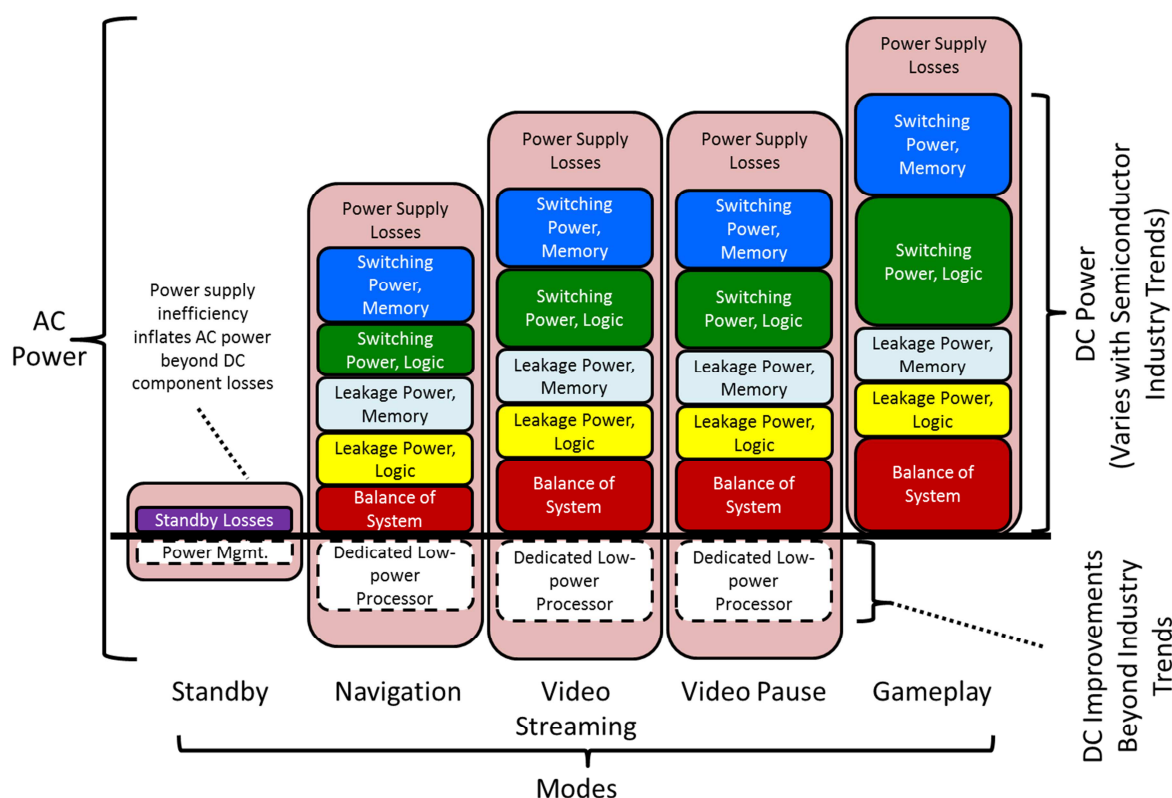 AC
Power
Power supply
inefficiency
inflates AC power
beyond DC
component losses
Standby Losses
Power Mgmt.
Standby
Power Supply
Losses
Switching
Power,
Memory
Switching
Power, Logic
Leakage Power,
Memory
Leakage Power,
Logic
Balance of
System
Dedicated Low-
power
Processor
Navigation
Power Supply
Losses
Switching
Power,
Memory
Switching
Power, Logic
Leakage Power,
Memory
Leakage Power,
Logic
Balance of
System
Dedicated Low-
power
Processor
Video
Streaming
Power Supply
Losses
Switching
Power,
Memory
Switching
Power, Logic
Leakage Power,
Memory
Leakage Power,
Logic
Balance of
System
Dedicated Low-
power
Processor
Video Pause
Power Supply
Losses
Switching
Power,
Memory
Switching
Power, Logic
Leakage Power,
Memory
Leakage Power,
Logic
Balance of
System
Gameplay
DC Power
(Varies with Semiconductor
Industry Trends)
DC Improvements
Beyond Industry
Trends
Modes